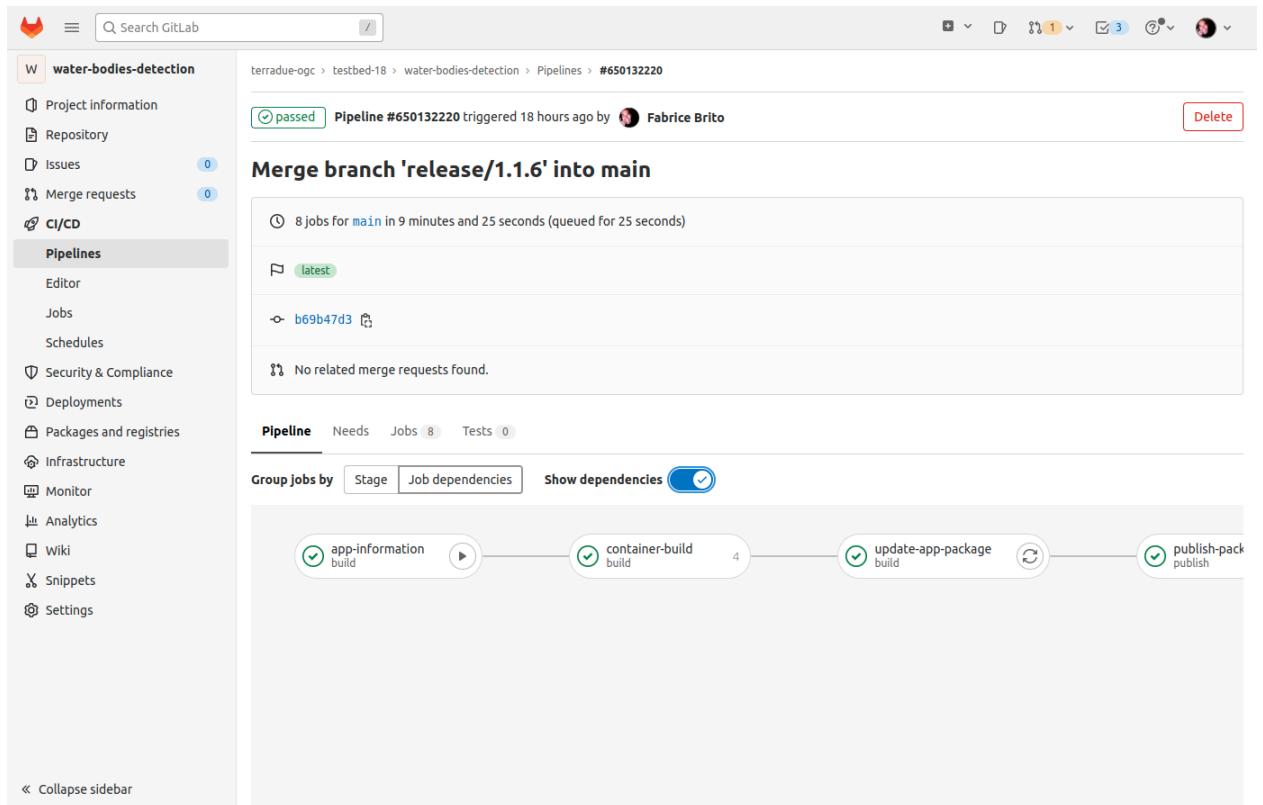 Search GitLab /
1
3
W water-bodies-detection
Project information
Repository
Issues 0
Merge requests 0
CI/CD
Pipelines
Editor
Jobs
Schedules
Security & Compliance
Deployments
Packages and registries
Infrastructure
Monitor
Analytics
Wiki
Snippets
Settings
« Collapse sidebar
terradue-ogc › testbed-18 › water-bodies-detection › Pipelines › #650132220
passed Pipeline #650132220 triggered 18 hours ago by Fabrice Brito Delete
Merge branch 'release/1.1.6' into main
8 jobs for main in 9 minutes and 25 seconds (queued for 25 seconds)
latest
b69b47d3
No related merge requests found.
Pipeline Needs Jobs 8 Tests 0
Group jobs by Stage Job dependencies Show dependencies
app-information
build
container-build
build
4
update-app-package
build
publish-pack
publish